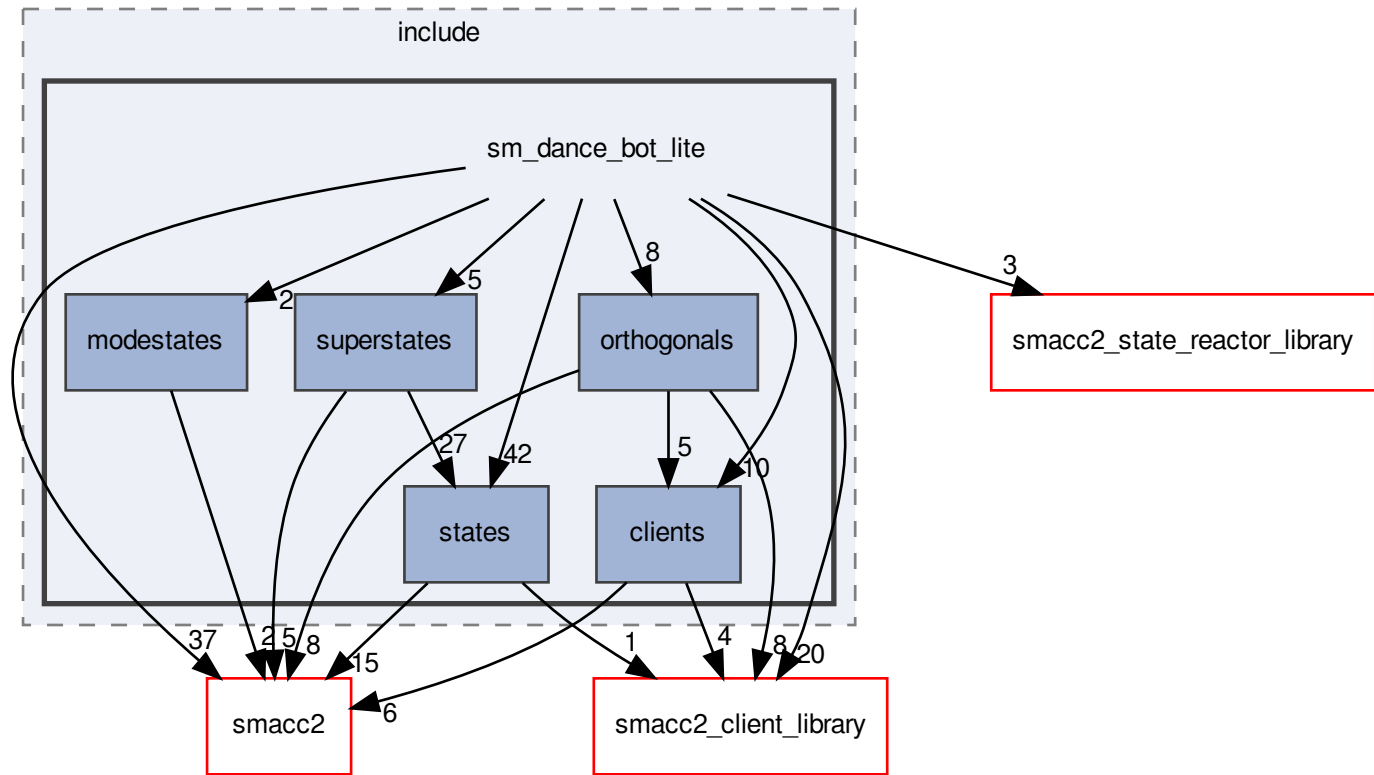 include
sm_dance_bot_lite
8
3
2
5
modestates
superstates
orthogonals
smacc2_state_reactor_library
27
42
5
10
states
clients
37
2
5
8
15
6
1
4
8
20
smacc2
smacc2_client_library